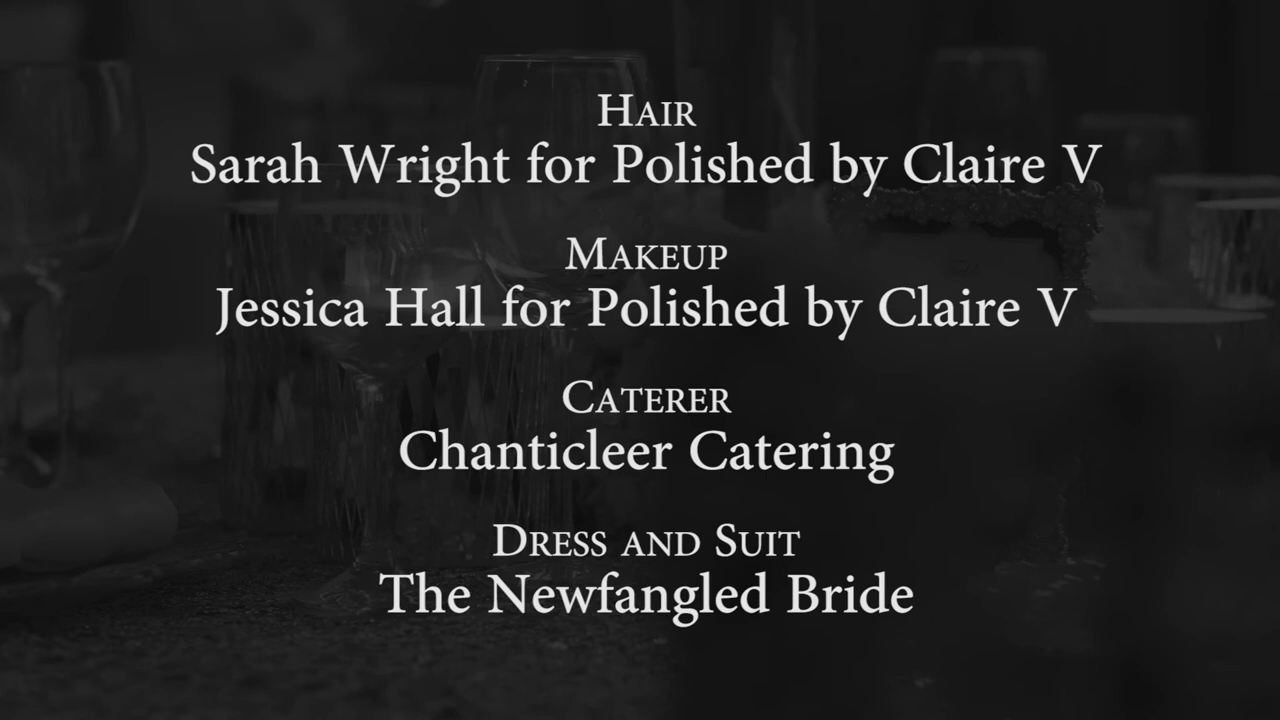 Hair
Sarah Wright for Polished by Claire V
Makeup
Jessica Hall for Polished by Claire V
Caterer
Chanticleer Catering
Dress and Suit
The Newfangled Bride